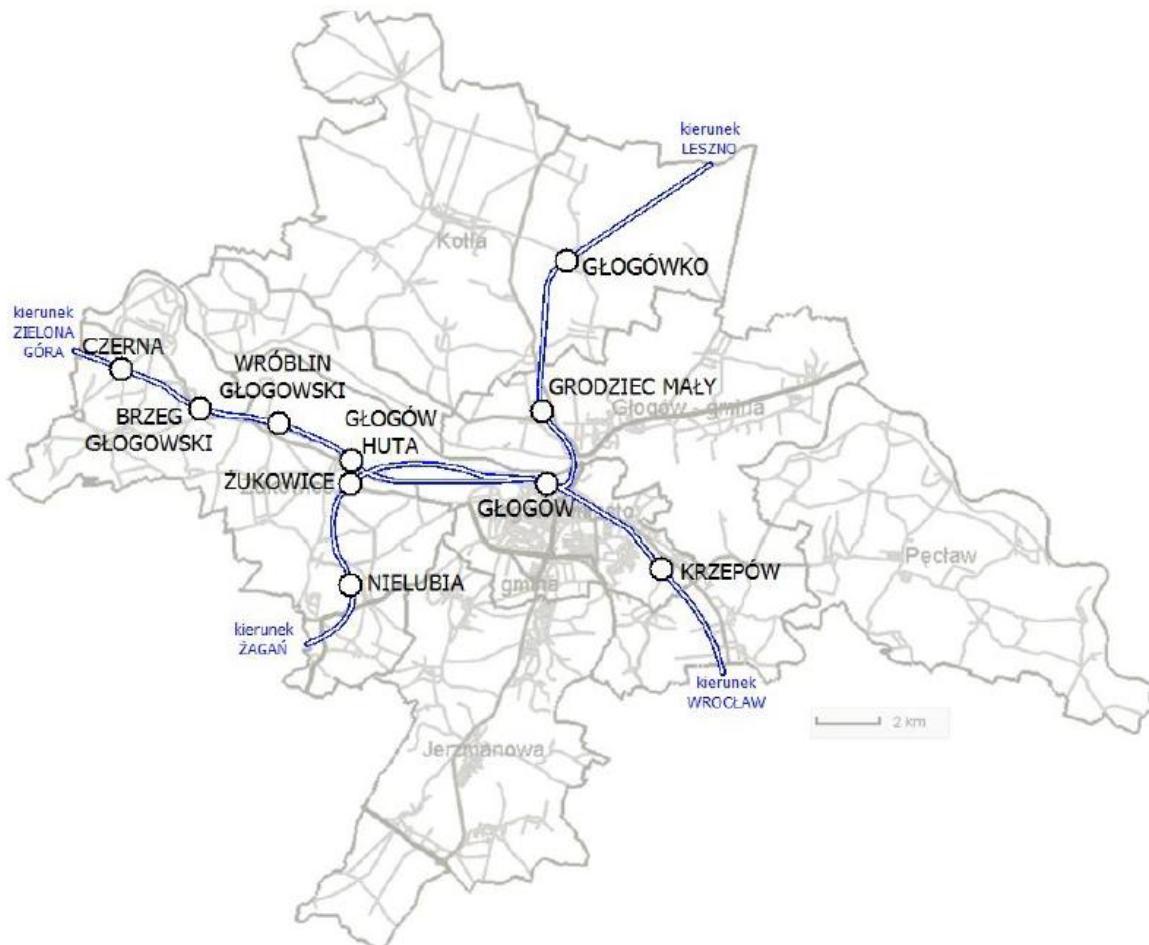 kierunek
LESZNO
Kotla
GŁOGÓWKO
kierunek
ZIELONA
GÓRA
CZERNA
WRÓBLIN
GŁOGOWSKI
GRODZIEC MAŁY
Głogów - gmina
BRZEG
GŁOGOWSKI
GŁOGÓW
HUTA
ŻUKOWICE
GŁOGÓW
KRZEPÓW
Pęcław
NIELUBIA
gmina
kierunek
ŻAGAŃ
kierunek
WROCŁAW
2 km
Jerzmanowa